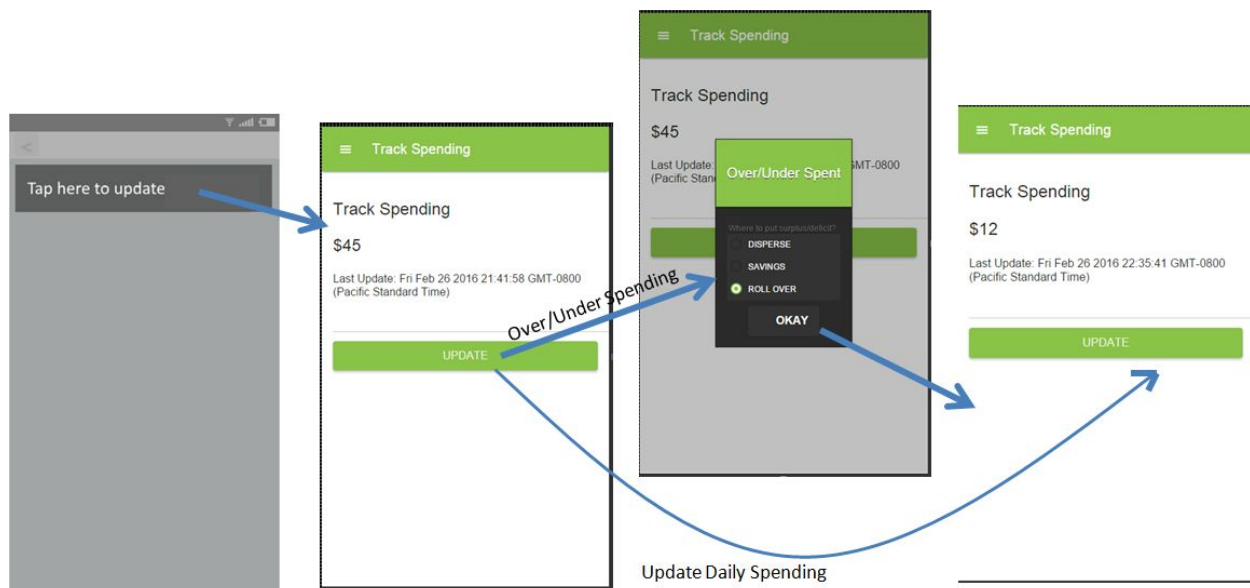 Tap here to update
Track Spending
Track Spending
$45
Last Update: Fri Feb 26 2016 21:41:58 GMT-0800
(Pacific Standard Time)
UPDATE
Over/Under Spending
Track Spending
Track Spending
$45
Last Update:
GMT-0800
(Pacific Stan
Over/Under Spent
Where to put surplus/deficit?
DISPERSE
SAVINGS
ROLL OVER
OKAY
Track Spending
Track Spending
$12
Last Update: Fri Feb 26 2016 22:35:41 GMT-0800
(Pacific Standard Time)
UPDATE
Update Daily Spending